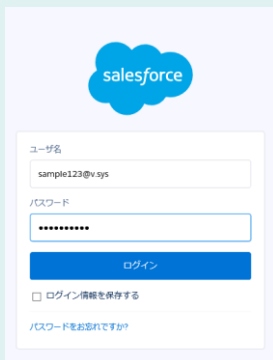 salesforce
ユーザ名
sample123@v.sys
パスワード
••••••••••
ログイン
ログイン情報を保存する
パスワードをお忘れですか?